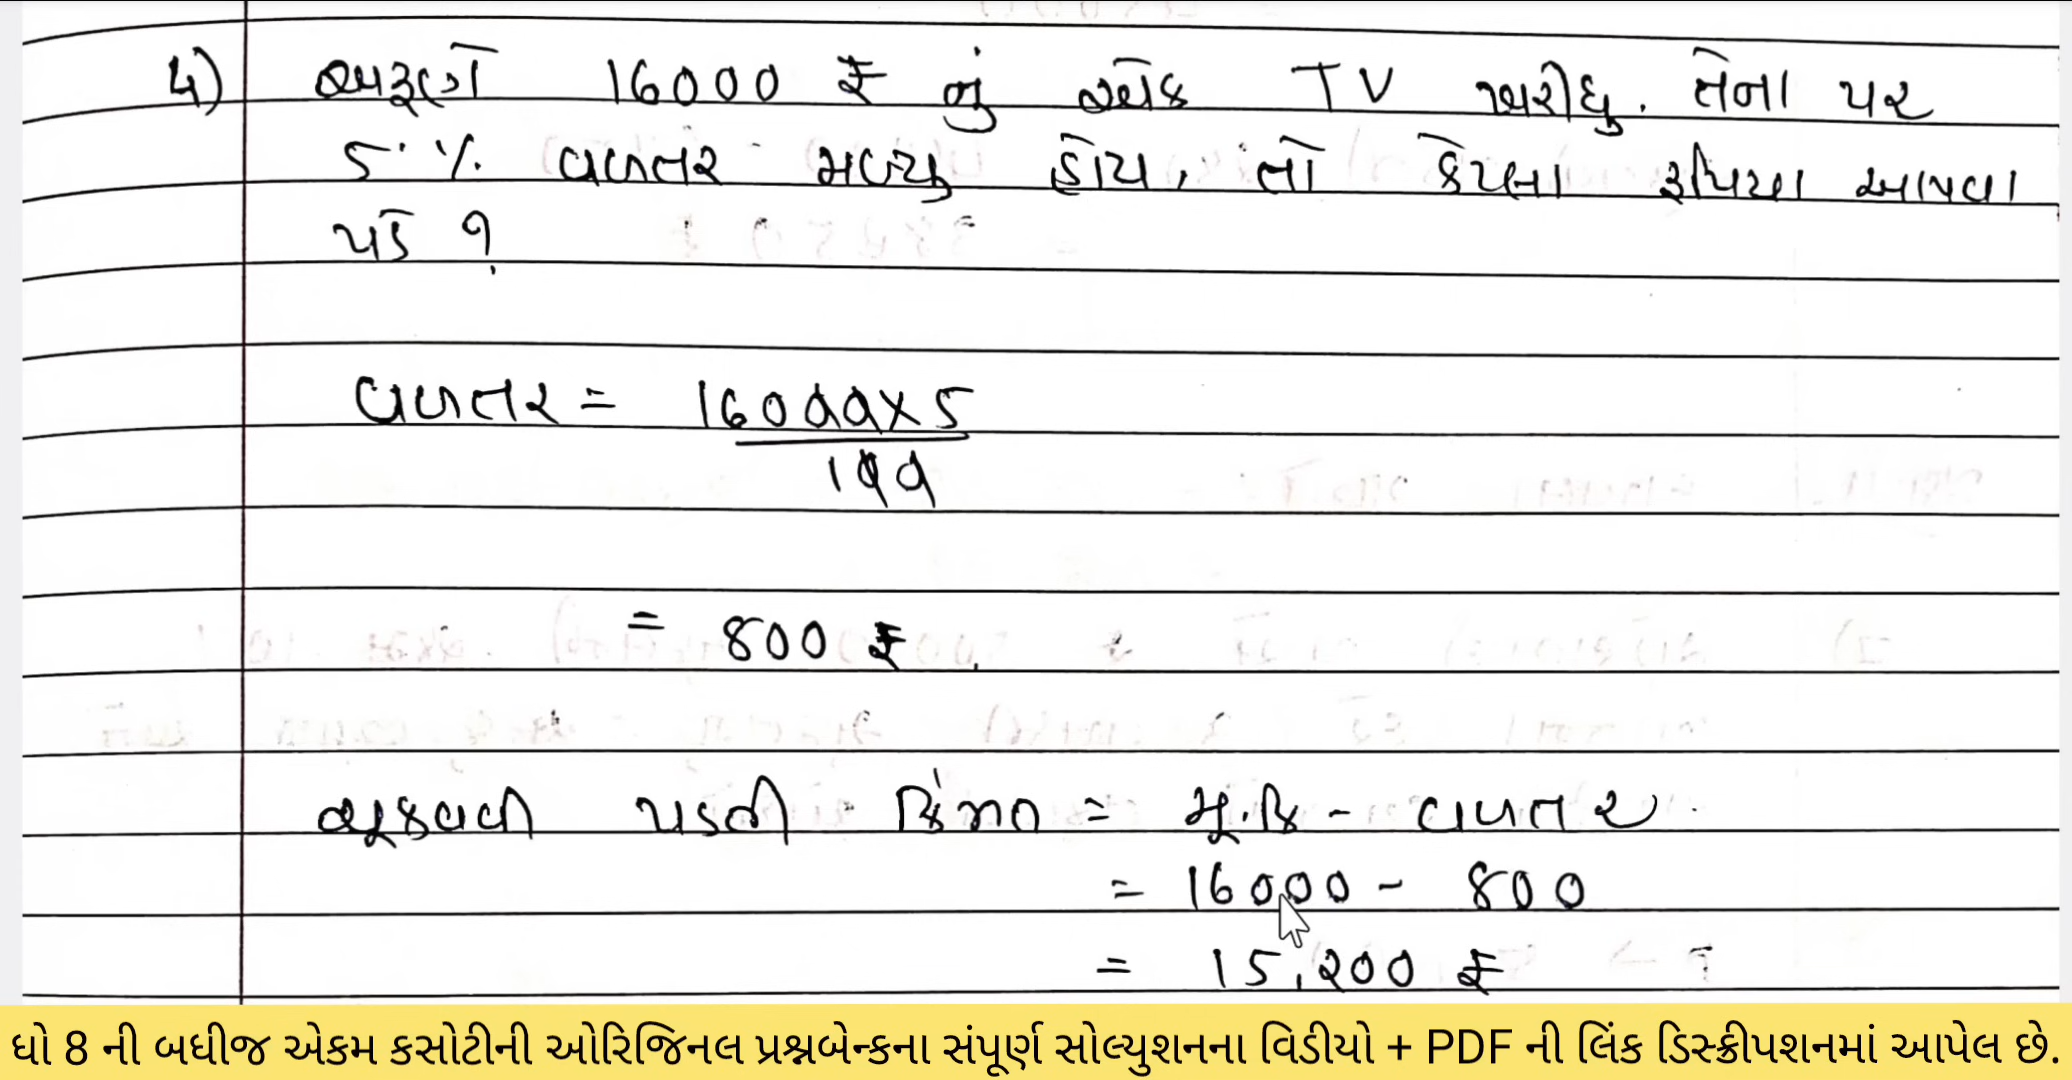 4) અરૂણે 16000 ₹ નું એક TV ખરીધુ. તેના પર
5 % વળતર મળ્યુ હોય, તો કેટલા રૂપિયા આપવા
પડે ?
વળતર = 16000 × 5
100
= 800 ₹.
ચૂકવવી પડતી કિંમત = મૂ.કિ - વળતર.
= 16000 - 800
= 15,200 ₹
ધો 8 ની બધીજ એકમ કસોટીની ઓરિજિનલ પ્રશ્નબેન્કના સંપૂર્ણ સોલ્યુશનના વિડીયો + PDF ની લિંક ડિસ્ક્રીપશનમાં આપેલ છે.